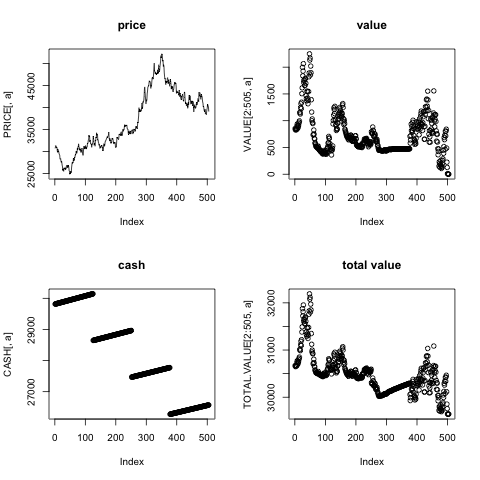 price
PRICE[, a]
25000 35000 45000
0 100 200 300 400 500
Index
value
VALUE[2:505, a]
0 500 1500
0 100 200 300 400 500
Index
cash
CASH[, a]
27000 29000
0 100 200 300 400 500
Index
total value
TOTAL.VALUE[2:505, a]
30000 31000 32000
0 100 200 300 400 500
Index